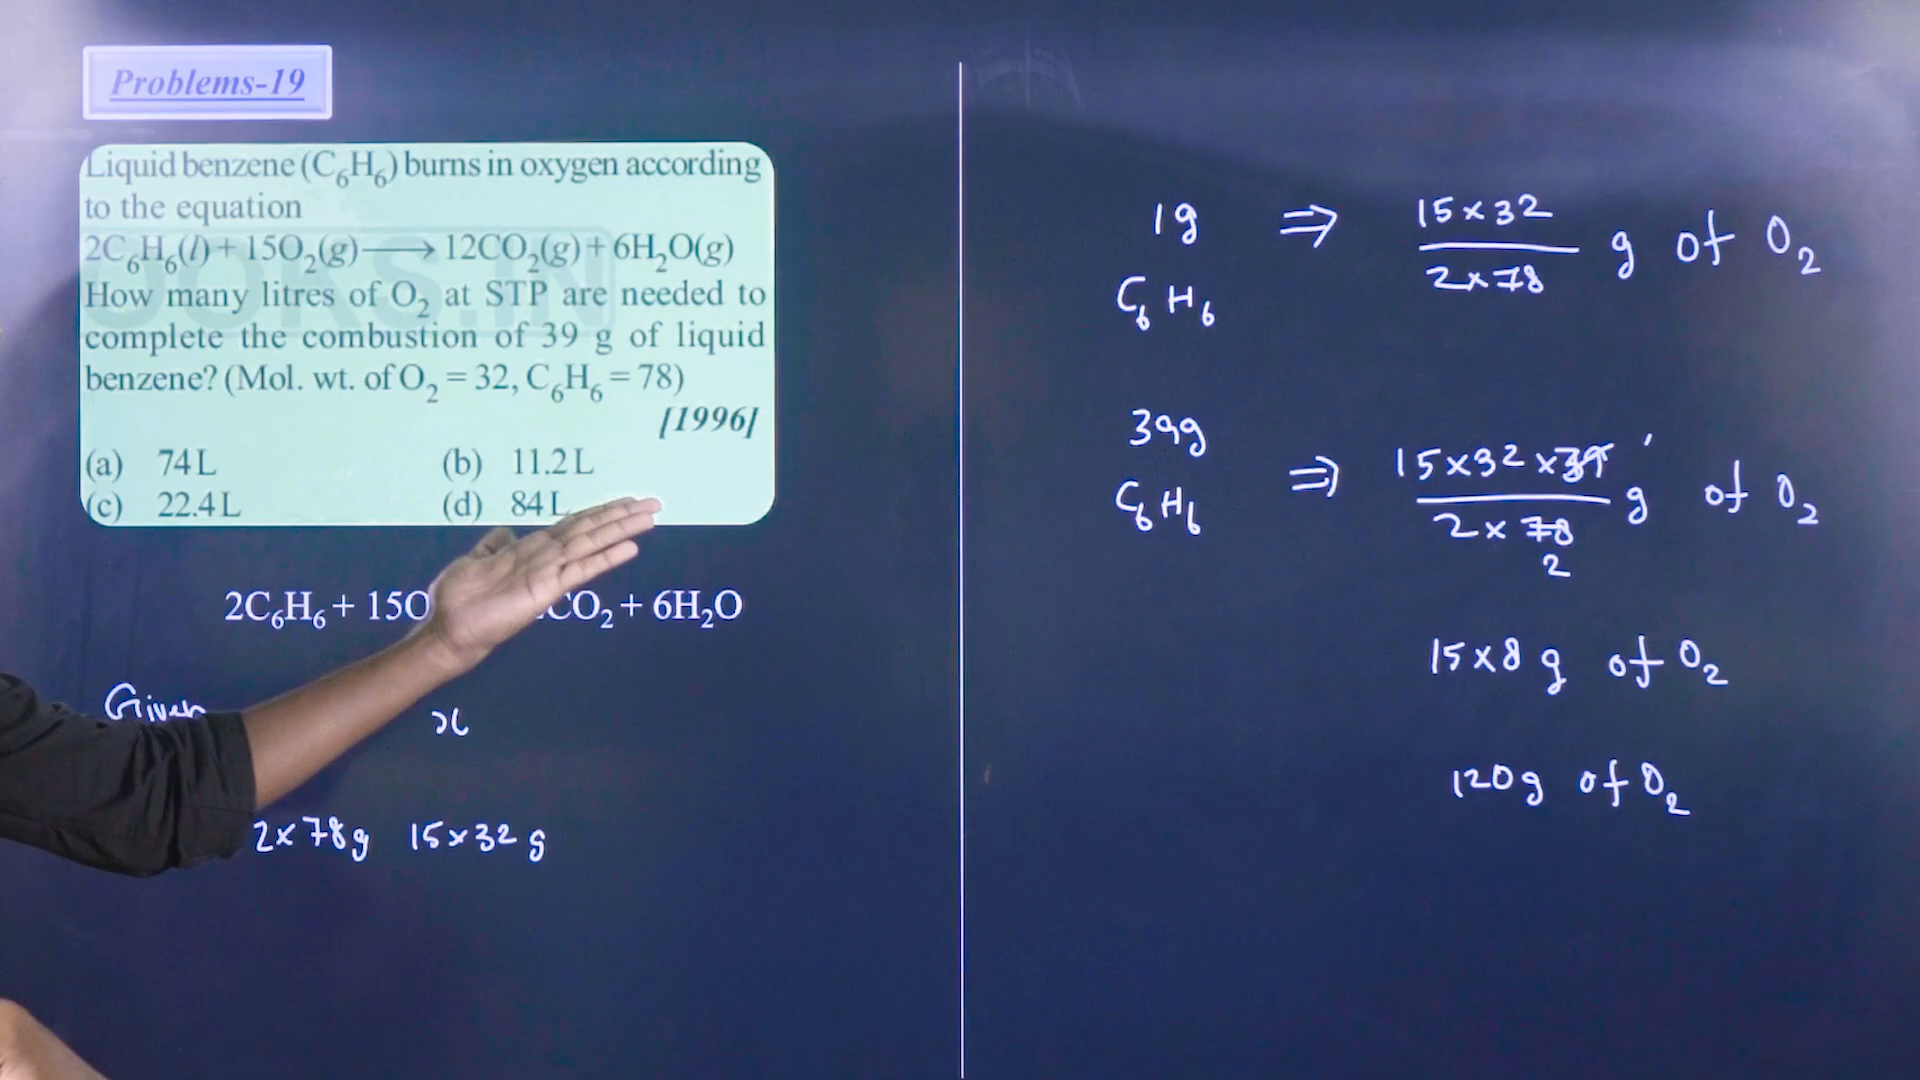 Problems-19
Liquid benzene (C₆H₆) burns in oxygen according
to the equation
2C₆H₆(l) + 15O₂(g) ⟶ 12CO₂(g) + 6H₂O(g)
How many litres of O₂ at STP are needed to
complete the combustion of 39 g of liquid
benzene? (Mol. wt. of O₂ = 32, C₆H₆ = 78)
[1996]
(a) 74 L (b) 11.2 L
(c) 22.4 L (d) 84 L
2C₆H₆ + 15O CO₂ + 6H₂O
Given x
2×78g 15×32 g
1g ⇒ 15×32 / 2×78 g of O₂
C₆H₆
39g
C₆H₆ ⇒ 15×32×39 / 2×78 g of O₂
2
15×8 g of O₂
120g of O₂